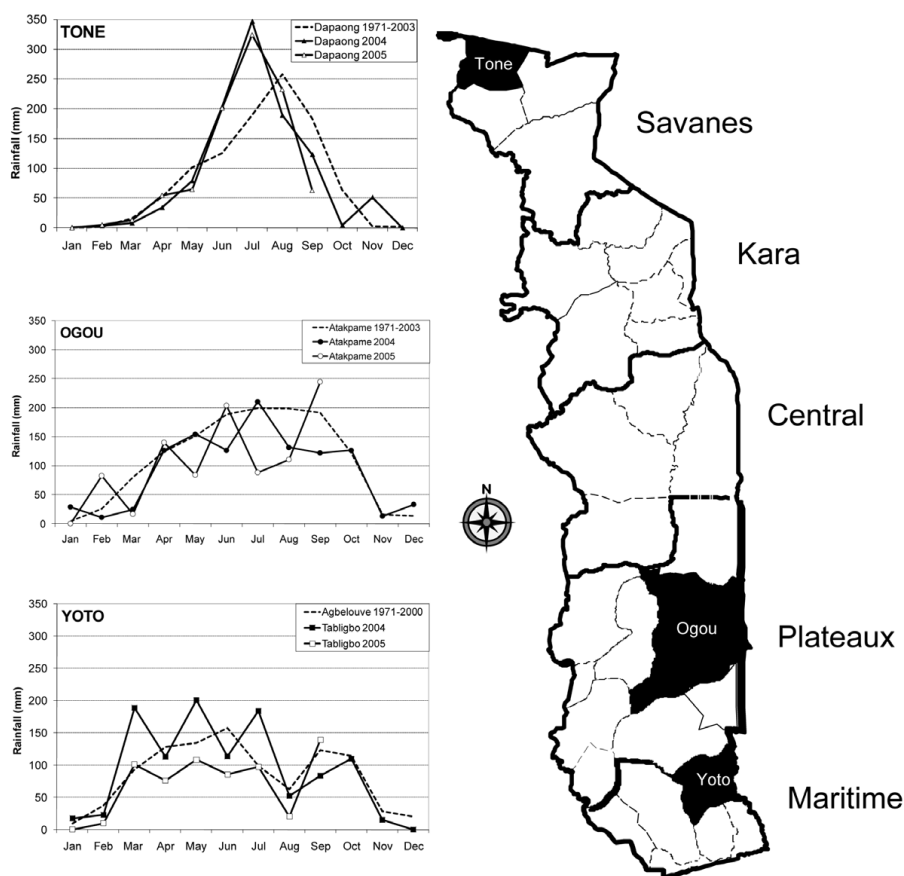 TONE
Dapaong 1971-2003
Dapaong 2004
Dapaong 2005
Rainfall (mm)
350
300
250
200
150
100
50
0
Jan Feb Mar Apr May Jun Jul Aug Sep Oct Nov Dec
OGOU
Atakpame 1971-2003
Atakpame 2004
Atakpame 2005
Rainfall (mm)
350
300
250
200
150
100
50
0
Jan Feb Mar Apr May Jun Jul Aug Sep Oct Nov Dec
YOTO
Agbelouve 1971-2000
Tabligbo 2004
Tabligbo 2005
Rainfall (mm)
350
300
250
200
150
100
50
0
Jan Feb Mar Apr May Jun Jul Aug Sep Oct Nov Dec
Tone
Savanes
Kara
Central
N
Ogou
Plateaux
Yoto
Maritime